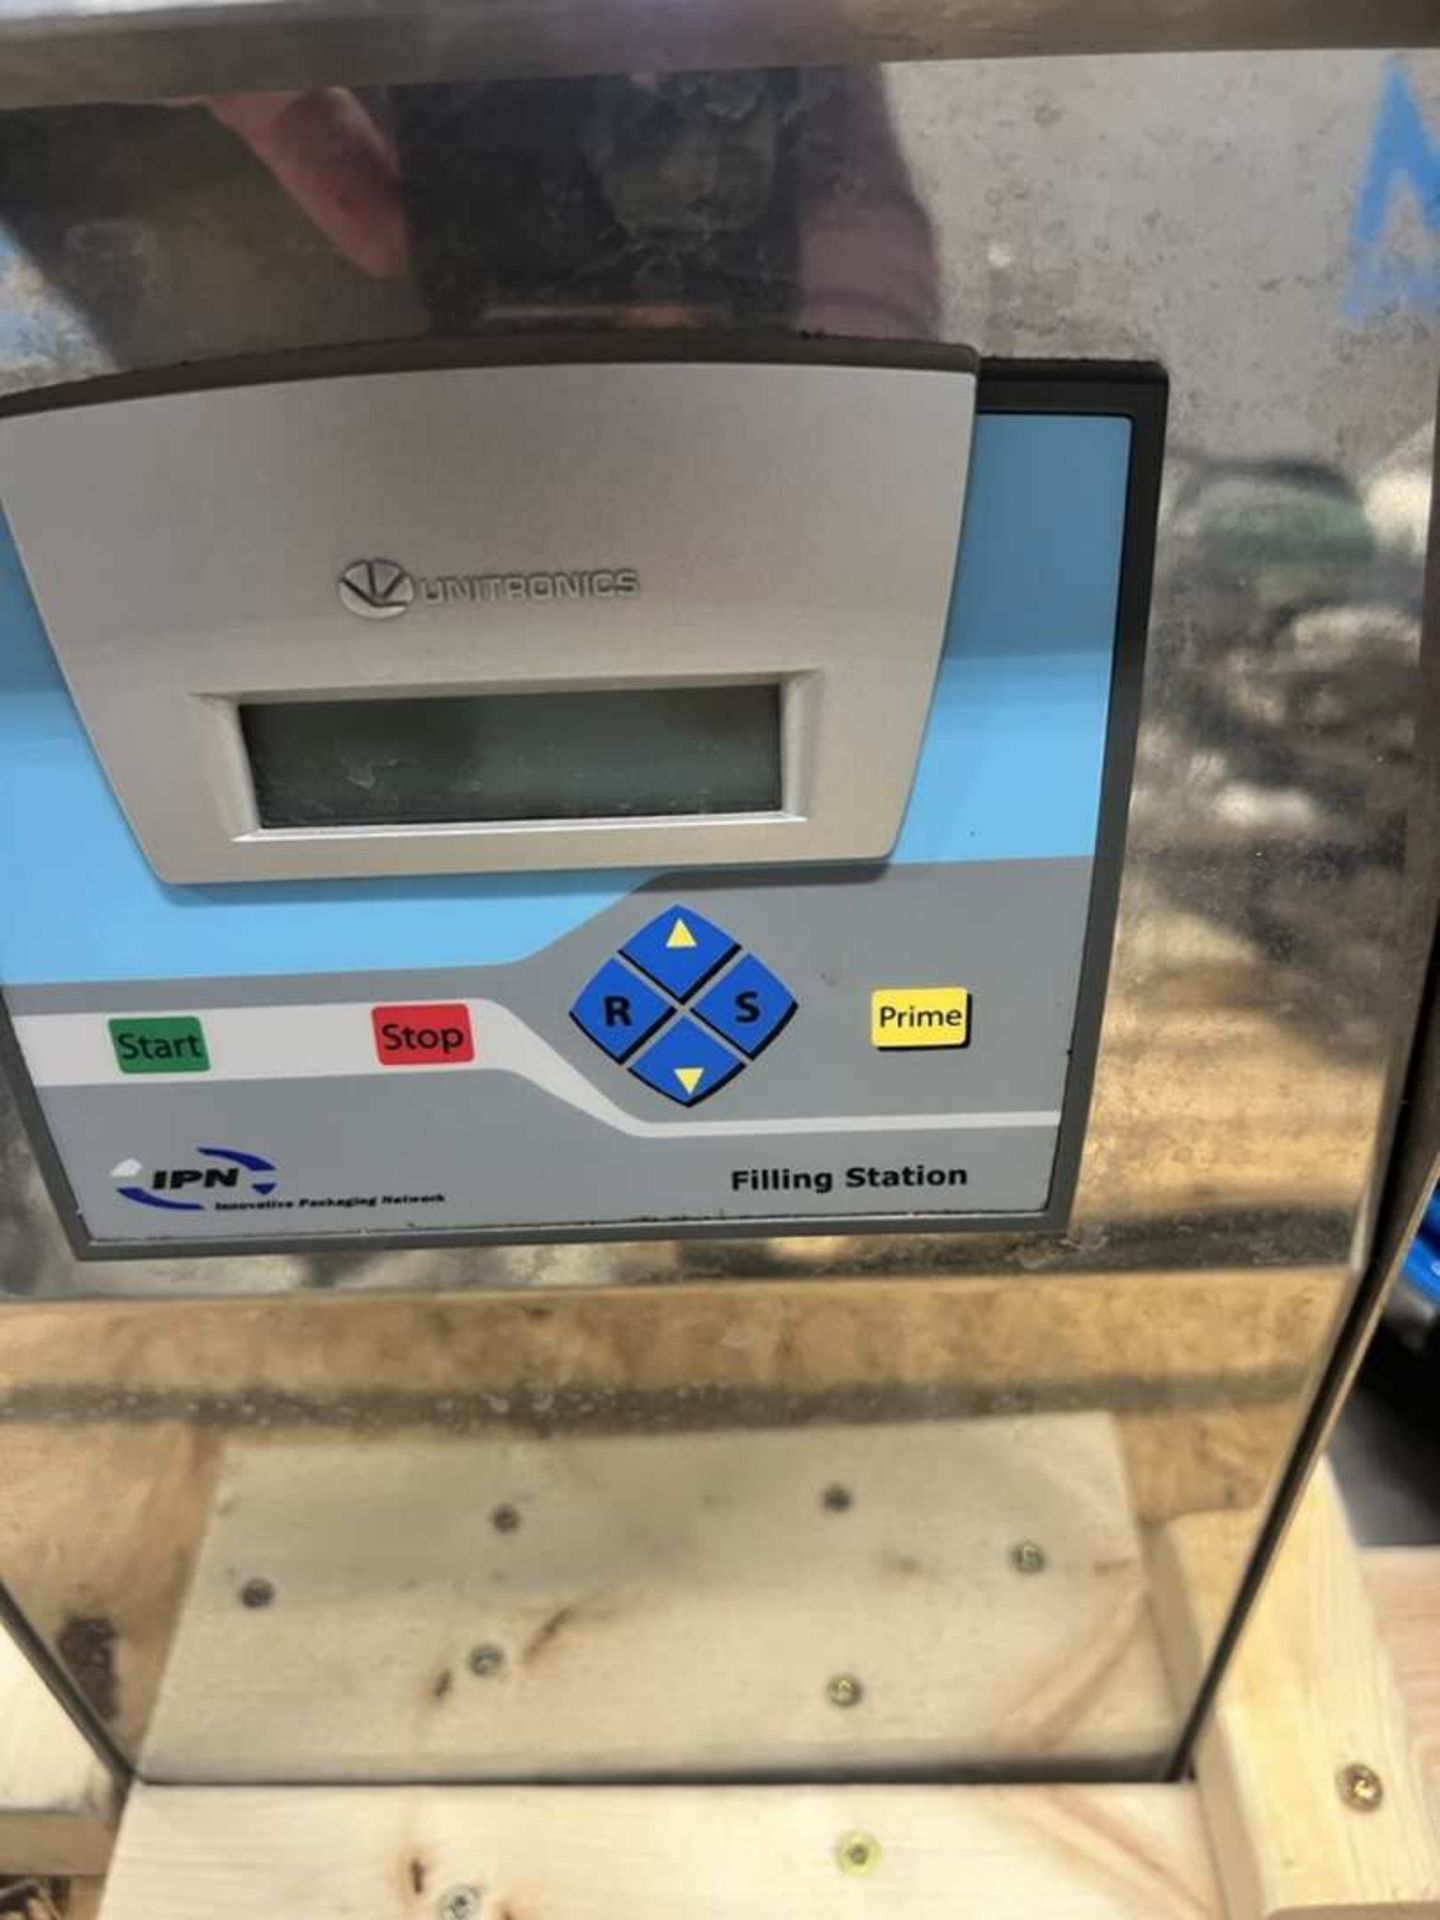 UNITRONICS
Start Stop R S Prime
IPN
Innovative Packaging Network
Filling Station